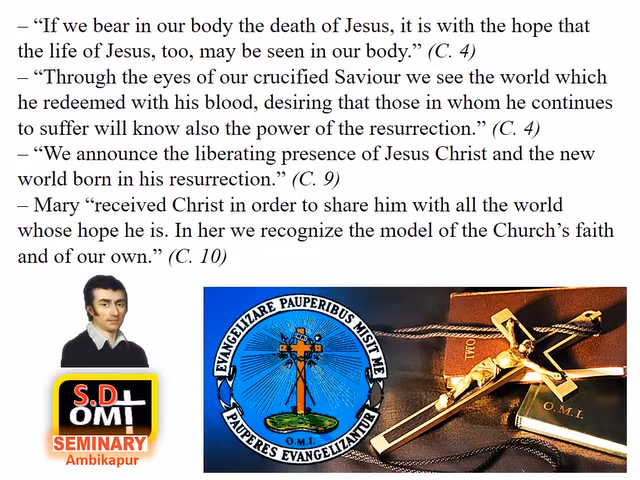 – “If we bear in our body the death of Jesus, it is with the hope that
the life of Jesus, too, may be seen in our body.” (C. 4)
– “Through the eyes of our crucified Saviour we see the world which
he redeemed with his blood, desiring that those in whom he continues
to suffer will know also the power of the resurrection.” (C. 4)
– “We announce the liberating presence of Jesus Christ and the new
world born in his resurrection.” (C. 9)
– Mary “received Christ in order to share him with all the world
whose hope he is. In her we recognize the model of the Church’s faith
and of our own.” (C. 10)
S.D
OMI
SEMINARY
Ambikapur
EVANGELIZARE PAUPERIBUS MISIT ME
PAUPERES EVANGELIZANTUR
O.M.I.
OMI
O.M.I.